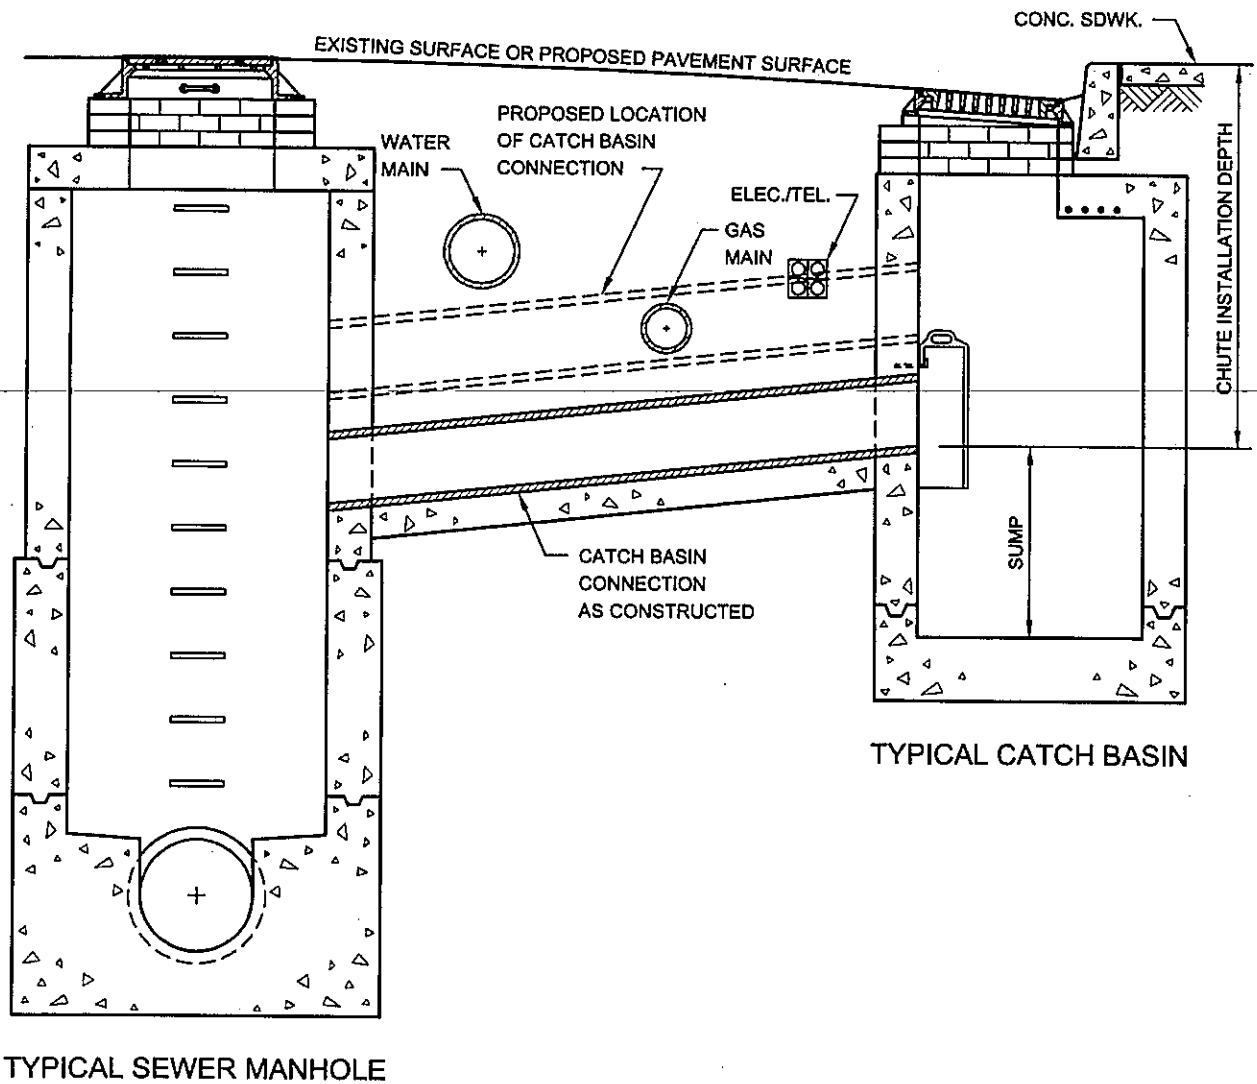 CONC. SDWK.
EXISTING SURFACE OR PROPOSED PAVEMENT SURFACE
PROPOSED LOCATION
OF CATCH BASIN
CONNECTION
WATER
MAIN
ELEC./TEL.
GAS
MAIN
CHUTE INSTALLATION DEPTH
SUMP
CATCH BASIN
CONNECTION
AS CONSTRUCTED
TYPICAL CATCH BASIN
TYPICAL SEWER MANHOLE